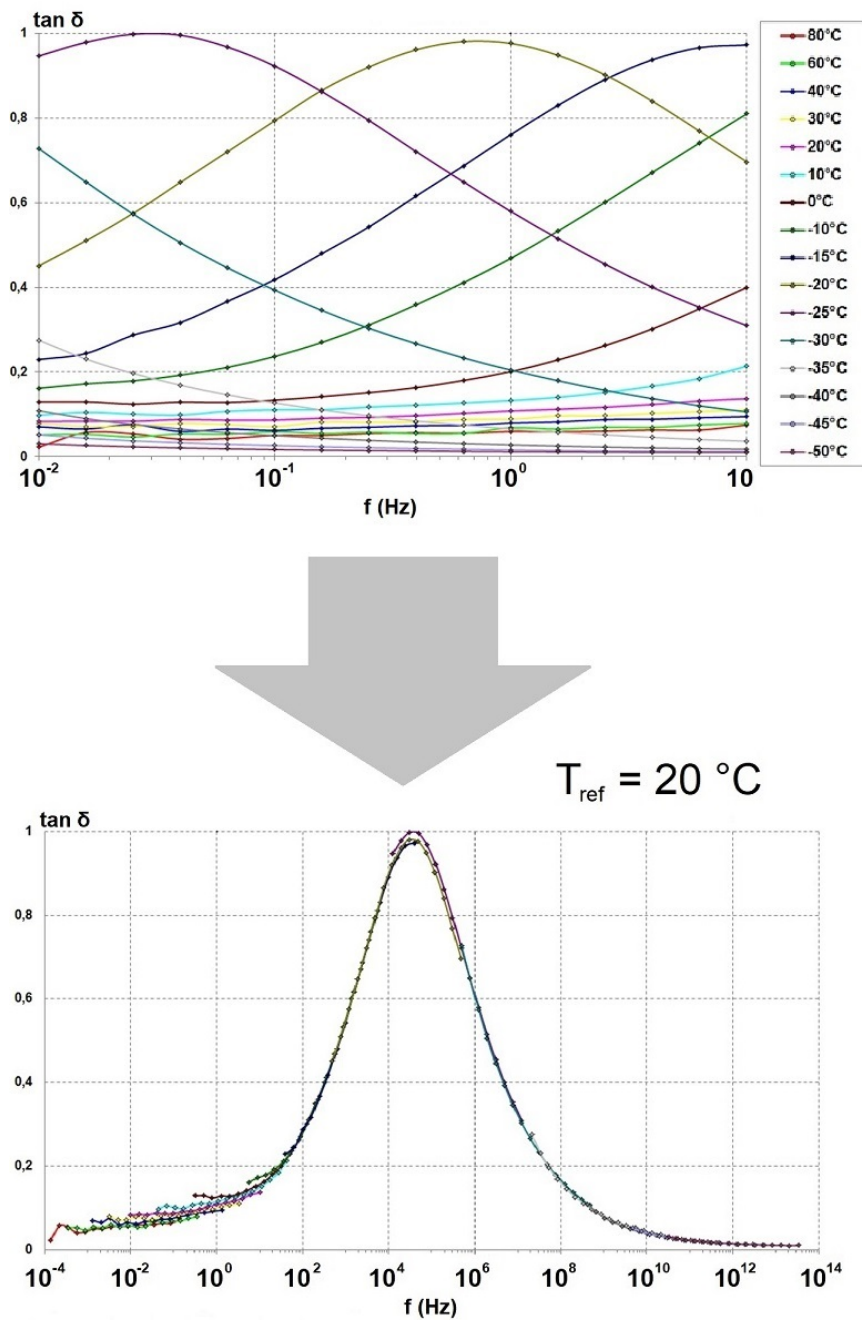 tan δ
1
0,8
0,6
0,4
0,2
0
10⁻² 10⁻¹ 10⁰ 10
f (Hz)
80°C
60°C
40°C
30°C
20°C
10°C
0°C
-10°C
-15°C
-20°C
-25°C
-30°C
-35°C
-40°C
-45°C
-50°C
T_ref = 20 °C
tan δ
1
0,8
0,6
0,4
0,2
0
10⁻⁴ 10⁻² 10⁰ 10² 10⁴ 10⁶ 10⁸ 10¹⁰ 10¹² 10¹⁴
f (Hz)